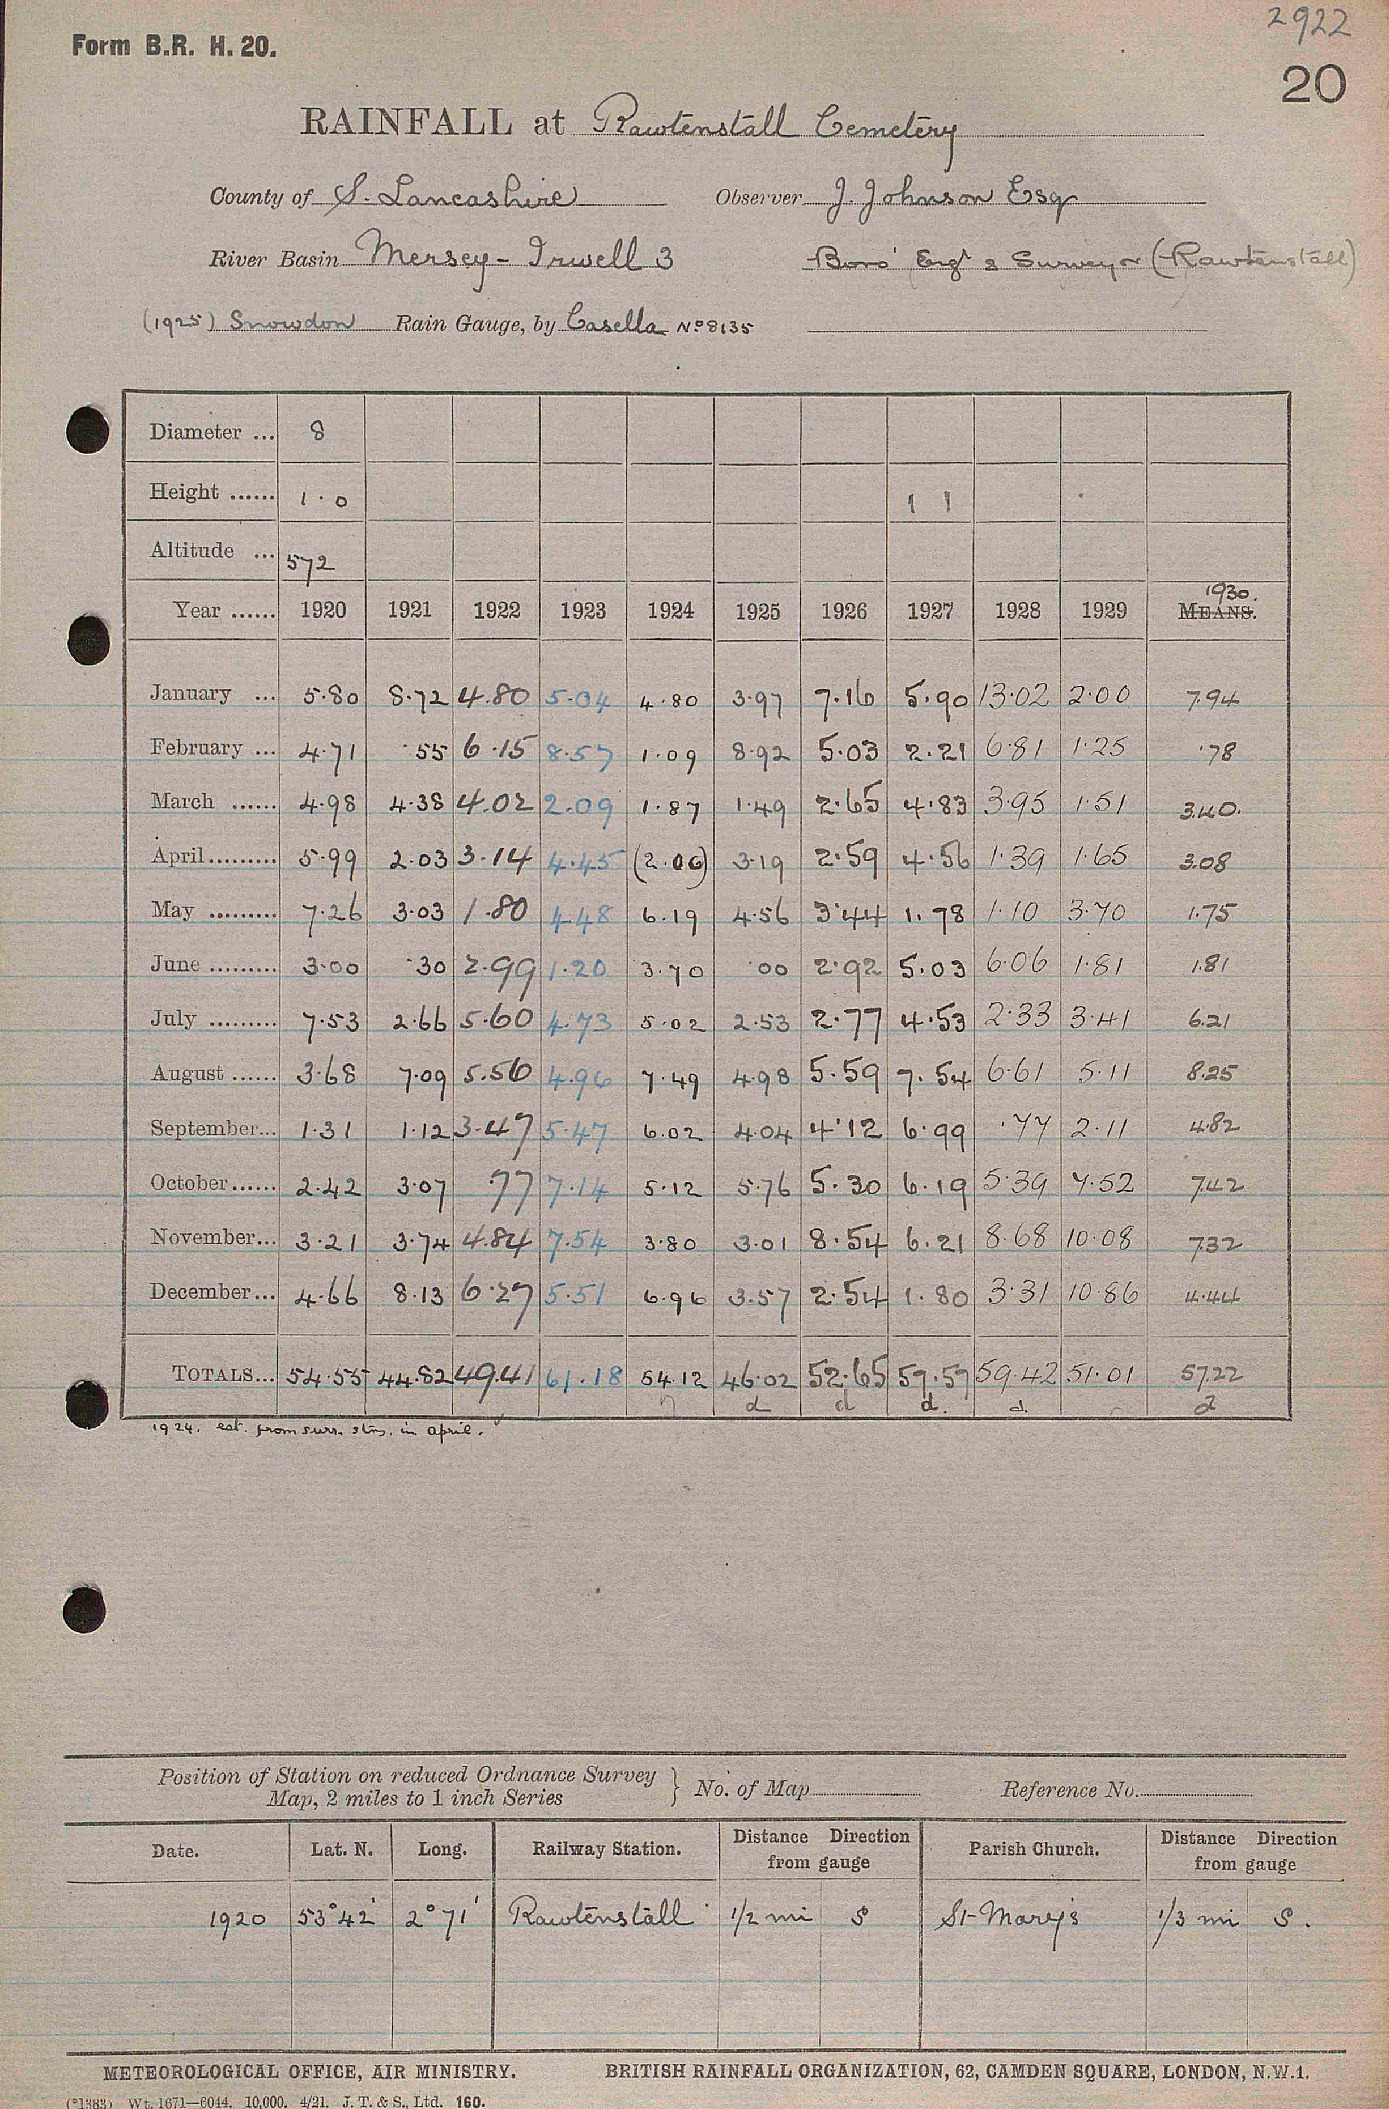 2922
Form B.R. H. 20.
20
RAINFALL at Rawtenstall Cemetery
County of S. Lancashire Observer J. Johnson Esq
River Basin Mersey - Irwell 3 Boro' Engr & Surveyor (Rawtenstall)
(1925) Snowdon Rain Gauge, by Casella No 8135
Diameter ... 8
Height ...... 1 . 0 1 1
Altitude ... 572
1930.
Year ...... 1920 1921 1922 1923 1924 1925 1926 1927 1928 1929 MEANS.
January ... 5.80 8.72 4.80 5.04 4.80 3.97 7.16 5.90 13.02 2.00 7.94
February ... 4.71 .55 6.15 8.57 1.09 8.92 5.03 2.21 6.81 1.25 .78
March ...... 4.98 4.38 4.02 2.09 1.87 1.49 2.65 4.83 3.95 1.51 3.40.
April......... 5.99 2.03 3.14 4.45 (2.06) 3.19 2.59 4.56 1.39 1.65 3.08
May ......... 7.26 3.03 1.80 4.48 6.19 4.56 3.44 1.78 1.10 3.70 1.75
June ......... 3.00 .30 2.99 1.20 3.70 .00 2.92 5.03 6.06 1.81 1.81
July ......... 7.53 2.66 5.60 4.73 5.02 2.53 2.77 4.53 2.33 3.41 6.21
August ...... 3.68 7.09 5.56 4.96 7.49 4.98 5.59 7.54 6.61 5.11 8.25
September... 1.31 1.12 3.47 5.47 6.02 4.04 4.12 6.99 .77 2.11 4.82
October...... 2.42 3.07 .77 7.14 5.12 5.76 5.30 6.19 5.39 7.52 7.42
November... 3.21 3.74 4.84 7.54 3.80 3.01 8.54 6.21 8.68 10.08 7.32
December... 4.66 8.13 6.27 5.51 6.96 3.57 2.54 1.80 3.31 10.86 4.44
TOTALS... 54.55 44.82 49.41 61.18 54.12 46.02 52.65 57.57 59.42 51.01 57.22
d d d. d. d
1924. est. from surr. stns. in april.
Position of Station on reduced Ordnance Survey
Map, 2 miles to 1 inch Series } No. of Map Reference No.
Date. Lat. N. Long. Railway Station. Distance Direction from gauge Parish Church. Distance Direction from gauge
1920 53°42' 2°71' Rawtenstall 1/2 mi S St Mary's 1/3 mi S.
METEOROLOGICAL OFFICE, AIR MINISTRY. BRITISH RAINFALL ORGANIZATION, 62, CAMDEN SQUARE, LONDON, N.W.1.
(*1383) Wt. 1671—6044. 10,000. 4/21. J. T. & S., Ltd. 160.